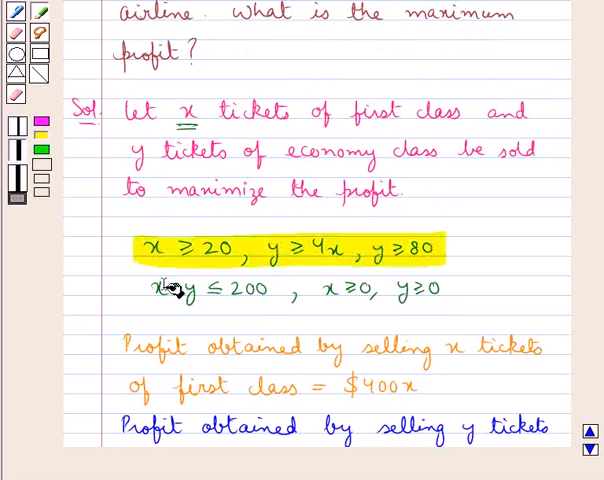 airline. What is the maximum
profit?
Sol. Let x tickets of first class and
y tickets of economy class be sold
to maximize the profit.
x ≥ 20, y ≥ 4x, y ≥ 80
x y ≤ 200, x ≥ 0, y ≥ 0
Profit obtained by selling x tickets
of first class = $400x
Profit obtained by selling y tickets